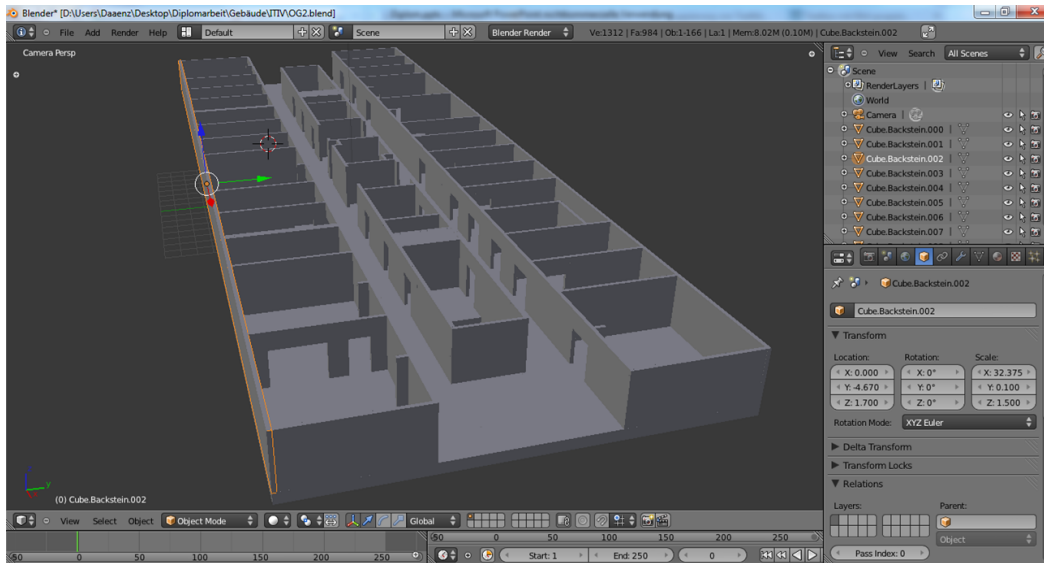 Blender* [D:\Users\Daaenz\Desktop\Diplomarbeit\Gebäude\ITIV\OG2.blend]
File Add Render Help Default Scene Blender Render Ve:1312 | Fa:984 | Ob:1-166 | La:1 | Mem:8.02M (0.10M) | Cube.Backstein.002
Camera Persp
View Search All Scenes
Scene
RenderLayers |
World
Camera |
Cube.Backstein.000
Cube.Backstein.001
Cube.Backstein.002
Cube.Backstein.003
Cube.Backstein.004
Cube.Backstein.005
Cube.Backstein.006
Cube.Backstein.007
Cube.Backstein.002
Cube.Backstein.002
Transform
Location: Rotation: Scale:
X: 0.000 X: 0° X: 32.375
Y: -4.670 Y: 0° Y: 0.100
Z: 1.700 Z: 0° Z: 1.500
Rotation Mode: XYZ Euler
Delta Transform
Transform Locks
Relations
Layers: Parent:
Object
Pass Index: 0
z
y
(0) Cube.Backstein.002
View Select Object Object Mode Global
-50 0 50 100 150 200 250
-50 0 50 100 150 200 250
Start: 1 End: 250 0